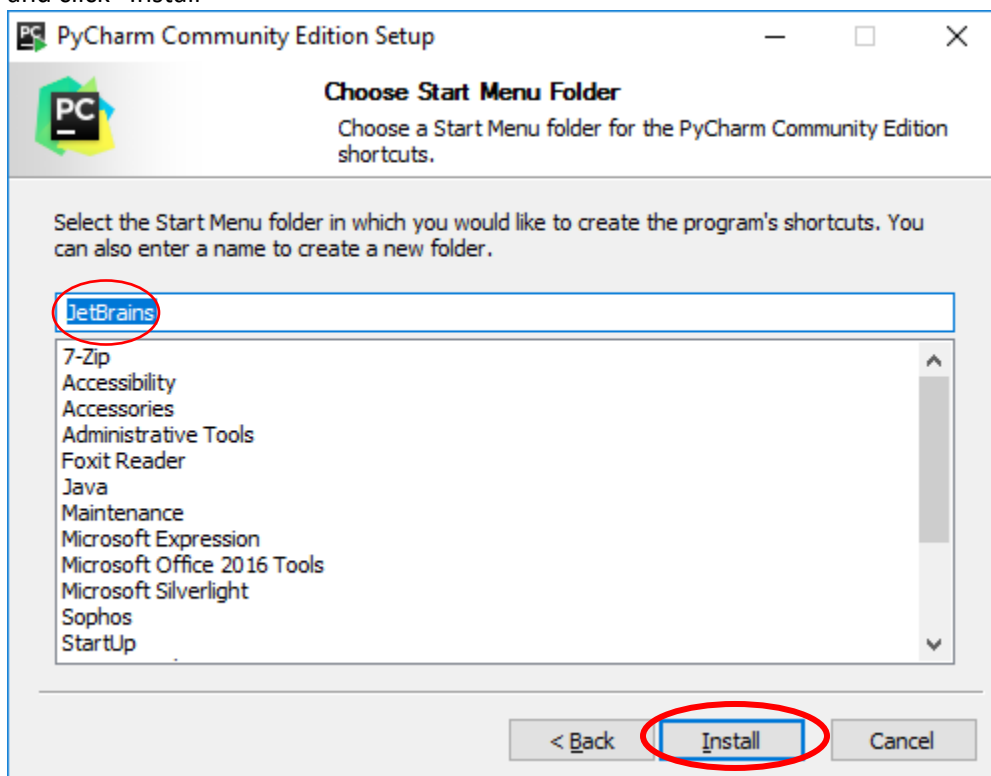 and click "Install"
PyCharm Community Edition Setup
PC
Choose Start Menu Folder
Choose a Start Menu folder for the PyCharm Community Edition
shortcuts.
Select the Start Menu folder in which you would like to create the program's shortcuts. You
can also enter a name to create a new folder.
JetBrains
7-Zip
Accessibility
Accessories
Administrative Tools
Foxit Reader
Java
Maintenance
Microsoft Expression
Microsoft Office 2016 Tools
Microsoft Silverlight
Sophos
StartUp
< Back
Install
Cancel